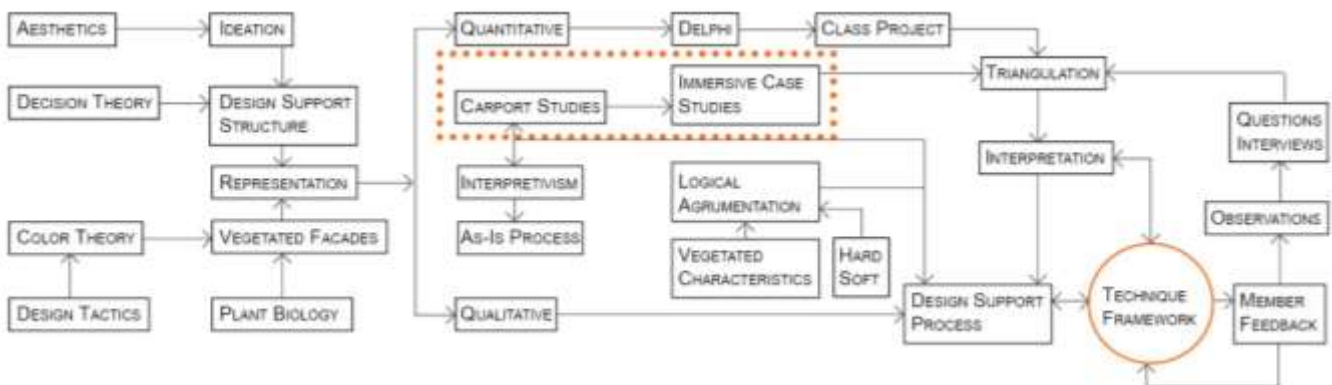 AESTHETICS
IDEATION
QUANTITATIVE
DELPHI
CLASS PROJECT
DECISION THEORY
DESIGN SUPPORT
STRUCTURE
CARPORT STUDIES
IMMERSIVE CASE
STUDIES
TRIANGULATION
QUESTIONS
INTERVIEWS
REPRESENTATION
INTERPRETIVISM
LOGICAL
AGRUMENTATION
INTERPRETATION
COLOR THEORY
VEGETATED FACADES
AS-IS PROCESS
VEGETATED
CHARACTERISTICS
HARD
SOFT
OBSERVATIONS
DESIGN TACTICS
PLANT BIOLOGY
QUALITATIVE
DESIGN SUPPORT
PROCESS
TECHNIQUE
FRAMEWORK
MEMBER
FEEDBACK